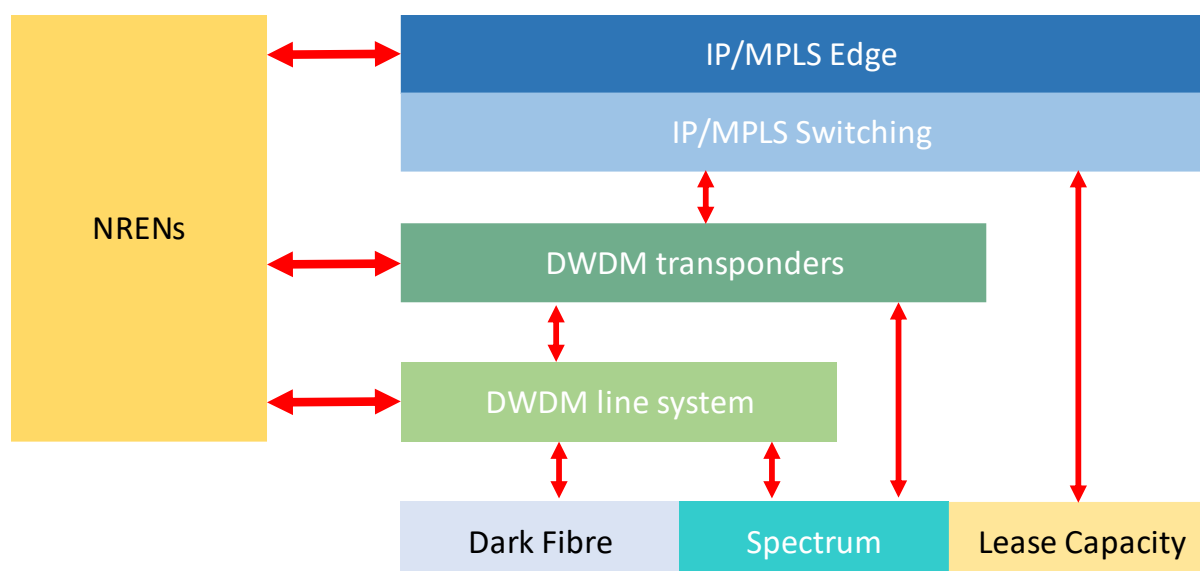 IP/MPLS Edge
IP/MPLS Switching
NRENs
DWDM transponders
DWDM line system
Dark Fibre
Spectrum
Lease Capacity